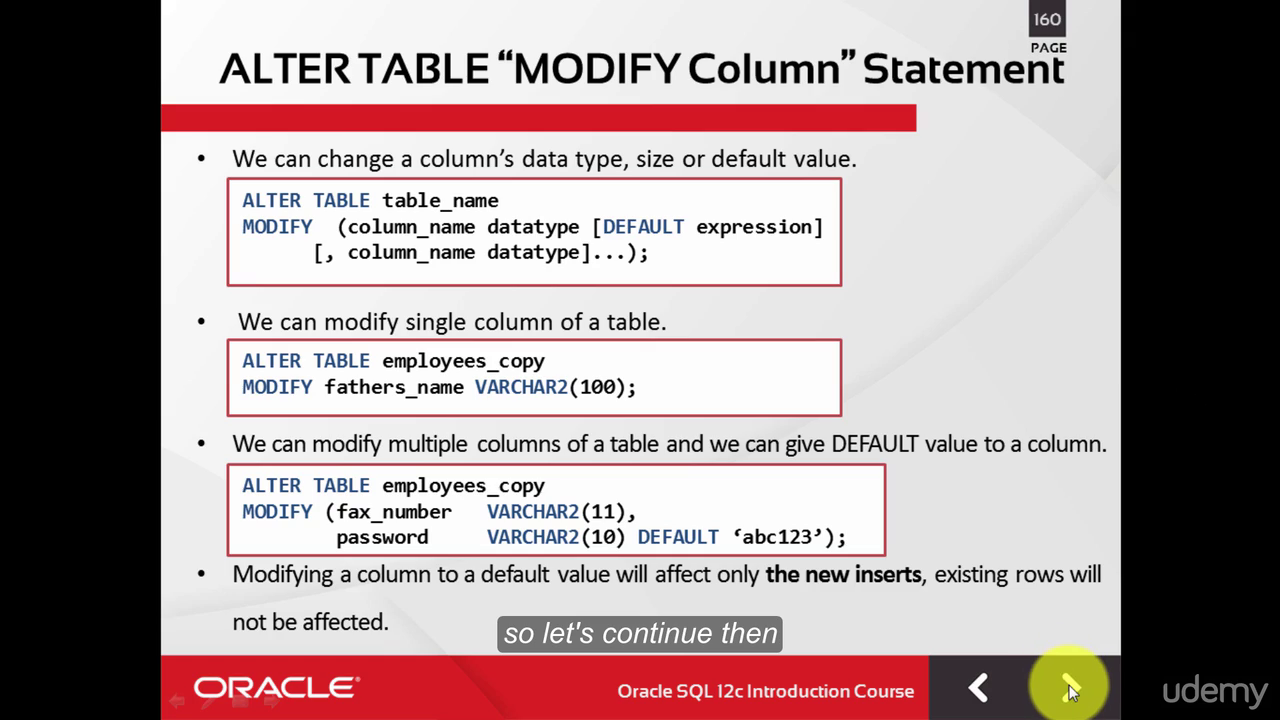 160
PAGE
ALTER TABLE “MODIFY Column” Statement
• We can change a column’s data type, size or default value.
ALTER TABLE table_name
MODIFY (column_name datatype [DEFAULT expression]
[, column_name datatype]...);
• We can modify single column of a table.
ALTER TABLE employees_copy
MODIFY fathers_name VARCHAR2(100);
• We can modify multiple columns of a table and we can give DEFAULT value to a column.
ALTER TABLE employees_copy
MODIFY (fax_number VARCHAR2(11),
password VARCHAR2(10) DEFAULT ‘abc123’);
• Modifying a column to a default value will affect only the new inserts, existing rows will
not be affected.
so let's continue then
ORACLE®
Oracle SQL 12c Introduction Course
udemy